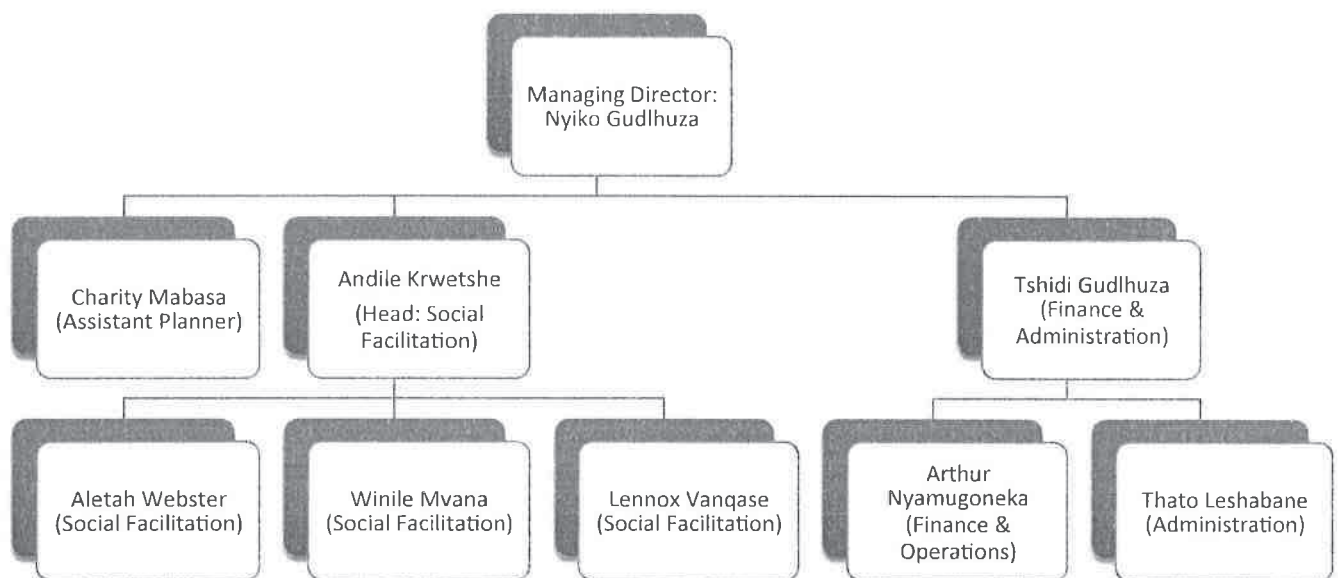 Managing Director:
Nyiko Gudlhuza
Charity Mabasa
(Assistant Planner)
Andile Krwetshe
(Head: Social
Facilitation)
Tshidi Gudlhuza
(Finance &
Administration)
Aletah Webster
(Social Facilitation)
Winile Mvana
(Social Facilitation)
Lennox Vanqase
(Social Facilitation)
Arthur
Nyamugoneka
(Finance &
Operations)
Thato Leshabane
(Administration)